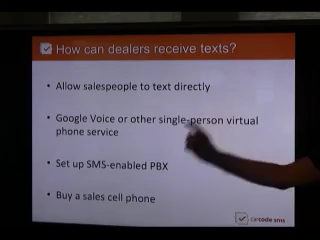 How can dealers receive texts?
• Allow salespeople to text directly
• Google Voice or other single-person virtual
phone service
• Set up SMS-enabled PBX
• Buy a sales cell phone
carcode sms